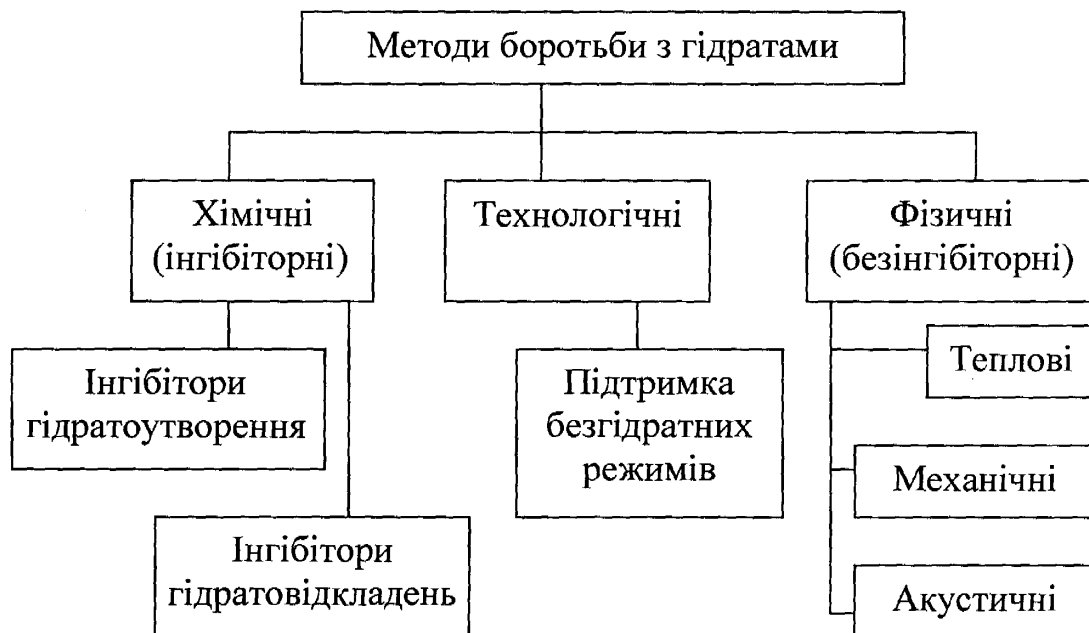 Методи боротьби з гідратами
Хімічні
(інгібіторні)
Технологічні
Фізичні
(безінгібіторні)
Інгібітори
гідратоутворення
Підтримка
безгідратних
режимів
Теплові
Механічні
Інгібітори
гідратовідкладень
Акустичні